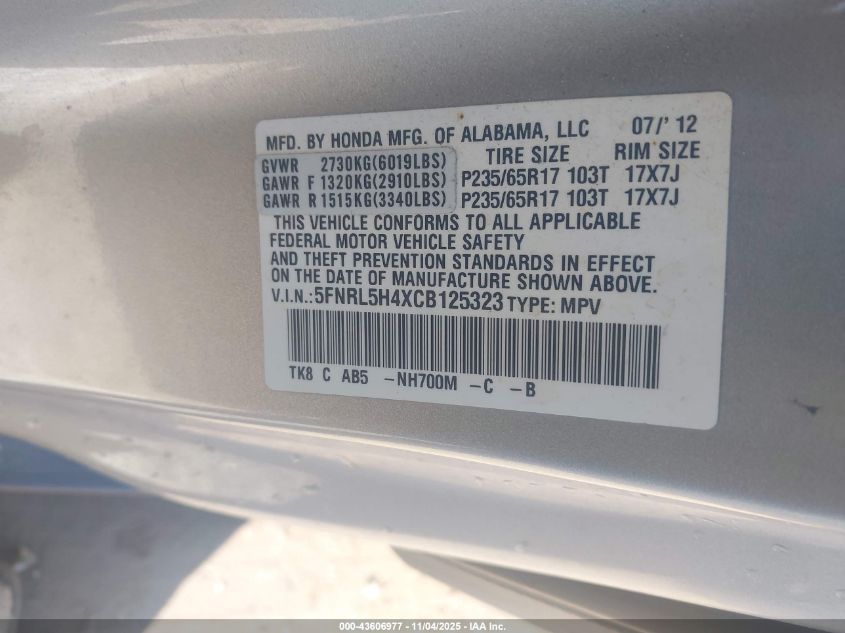 MFD. BY HONDA MFG. OF ALABAMA, LLC 07/'12
GVWR 2730KG(6019LBS) TIRE SIZE RIM SIZE
GAWR F 1320KG(2910LBS) P235/65R17 103T 17X7J
GAWR R 1515KG(3340LBS) P235/65R17 103T 17X7J
THIS VEHICLE CONFORMS TO ALL APPLICABLE
FEDERAL MOTOR VEHICLE SAFETY
AND THEFT PREVENTION STANDARDS IN EFFECT
ON THE DATE OF MANUFACTURE SHOWN ABOVE.
V.I.N.:5FNRL5H4XCB125323 TYPE: MPV
TK8 C AB5 -NH700M -C -B
000-43606977 - 11/04/2025 - IAA Inc.